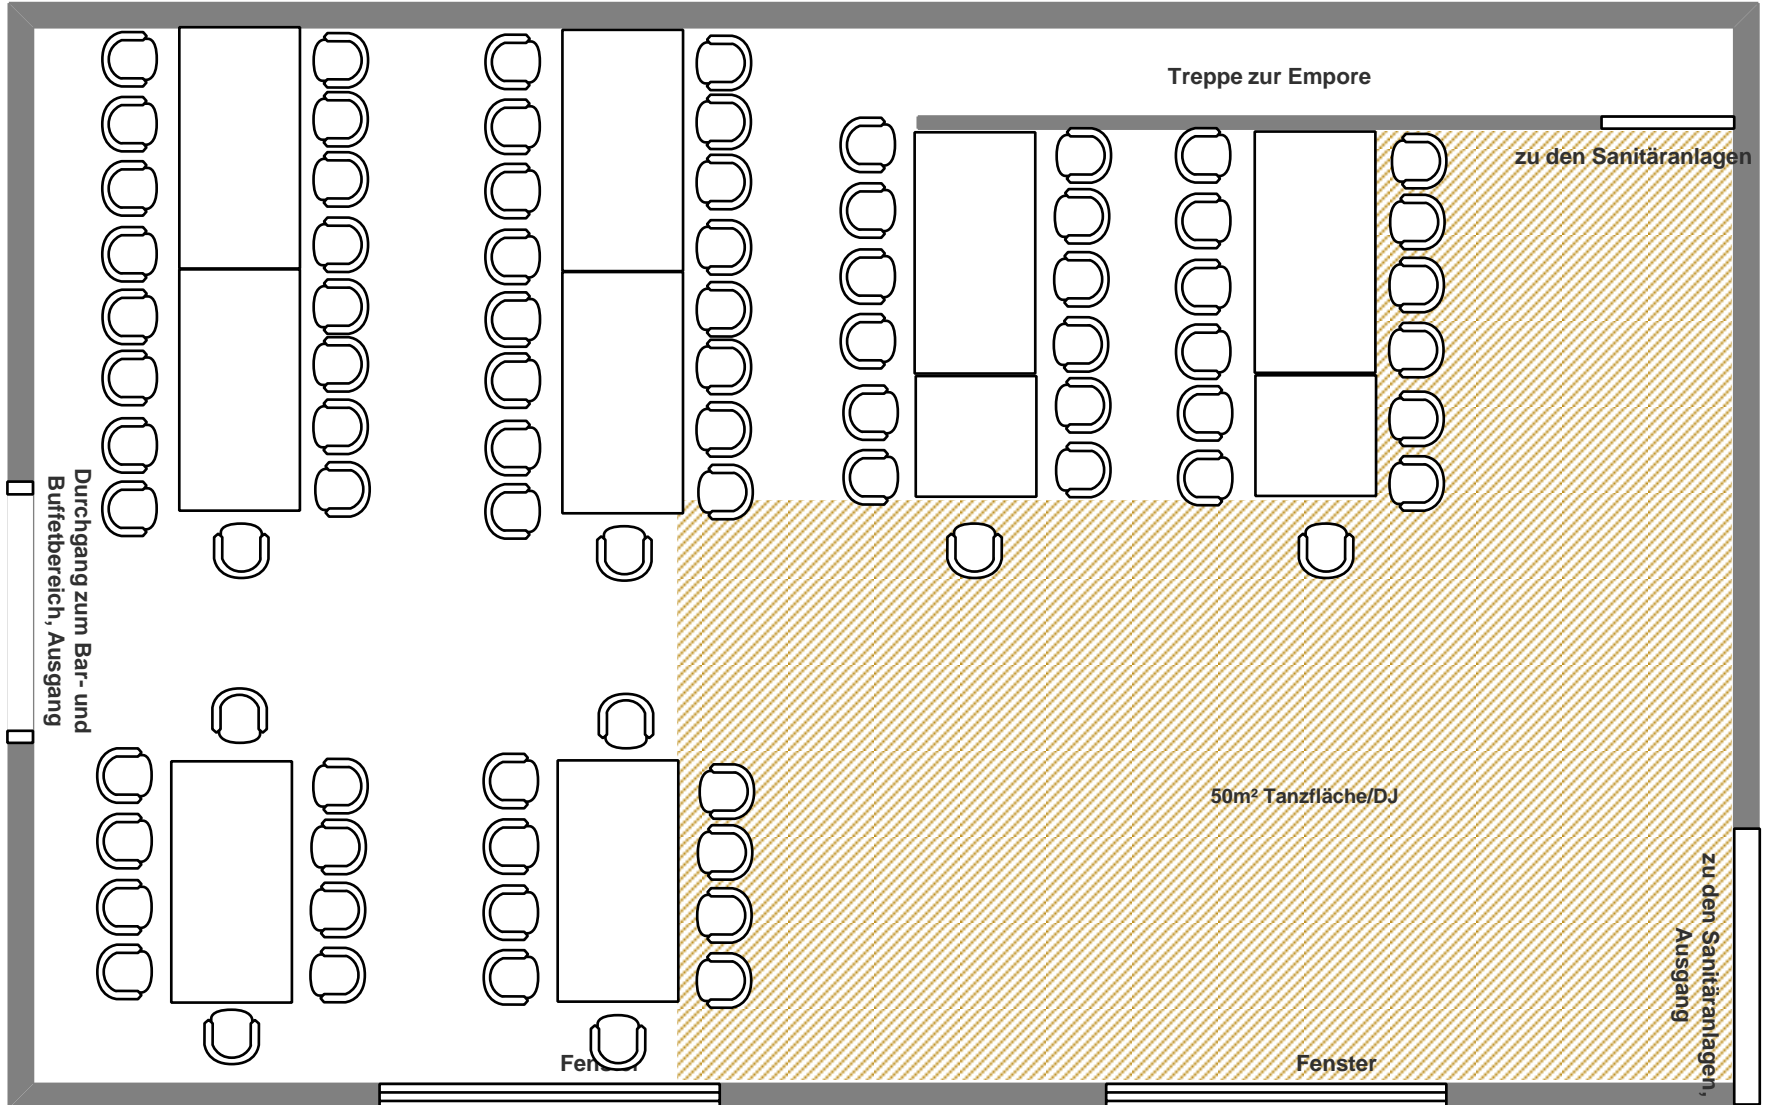 Treppe zur Empore
zu den Sanitäranlagen
Durchgang zum Bar- und
Buffetbereich, Ausgang
50m² Tanzfläche/DJ
zu den Sanitäranlagen,
Ausgang
Fenster
Fenster